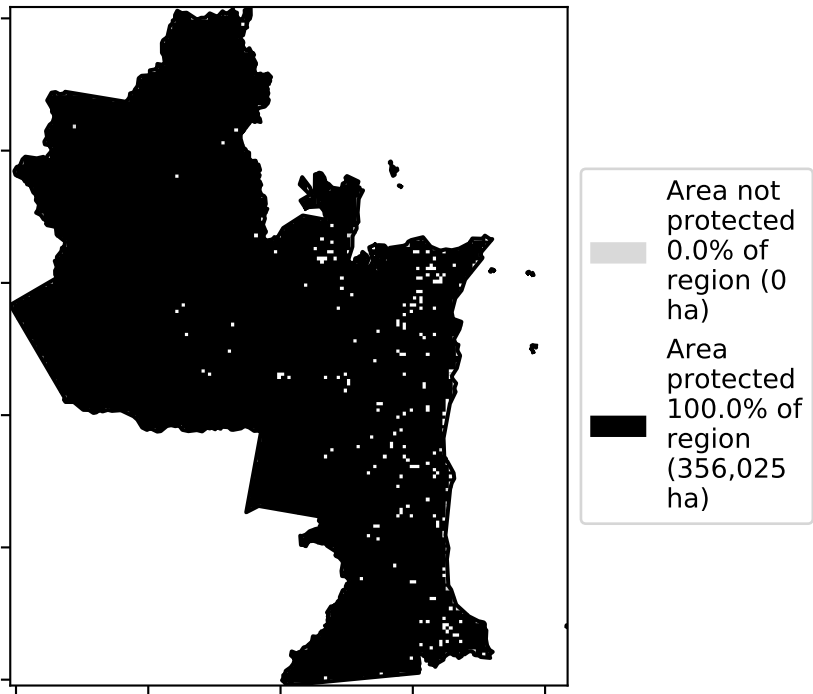 Area not
protected
0.0% of
region (0
ha)
Area
protected
100.0% of
region
(356,025
ha)